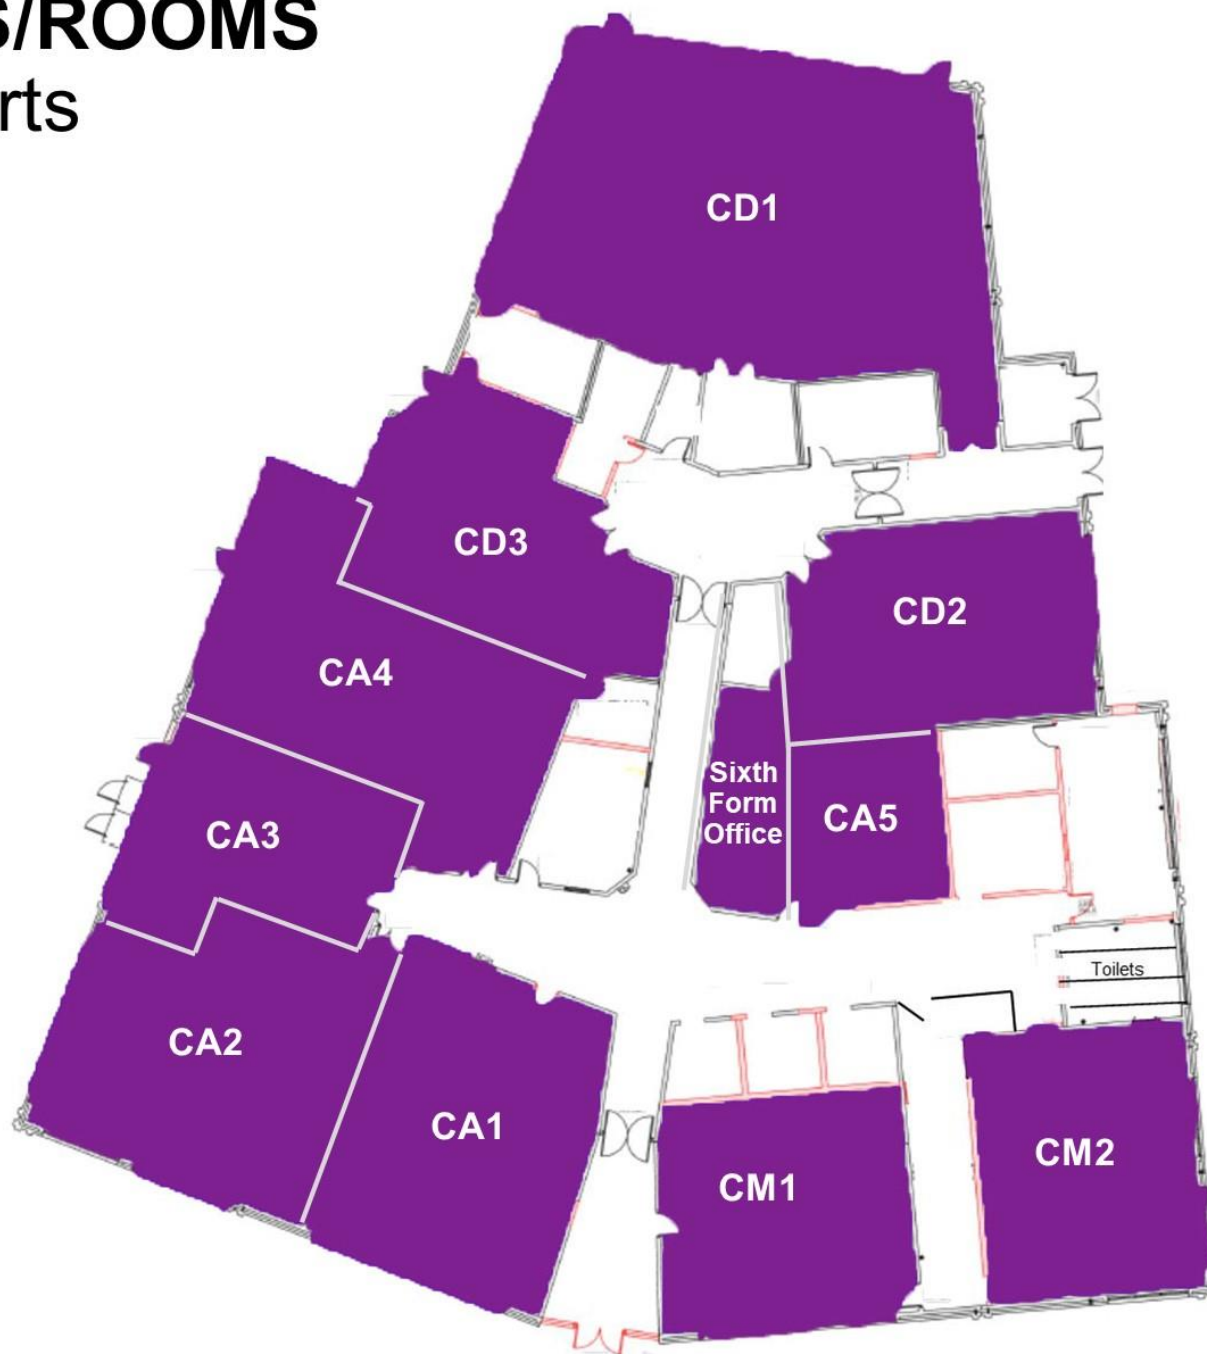 S/ROOMS
rts
CD1
CD3
CD2
CA4
Sixth
Form
Office
CA5
CA3
Toilets
CA2
CA1
CM2
CM1